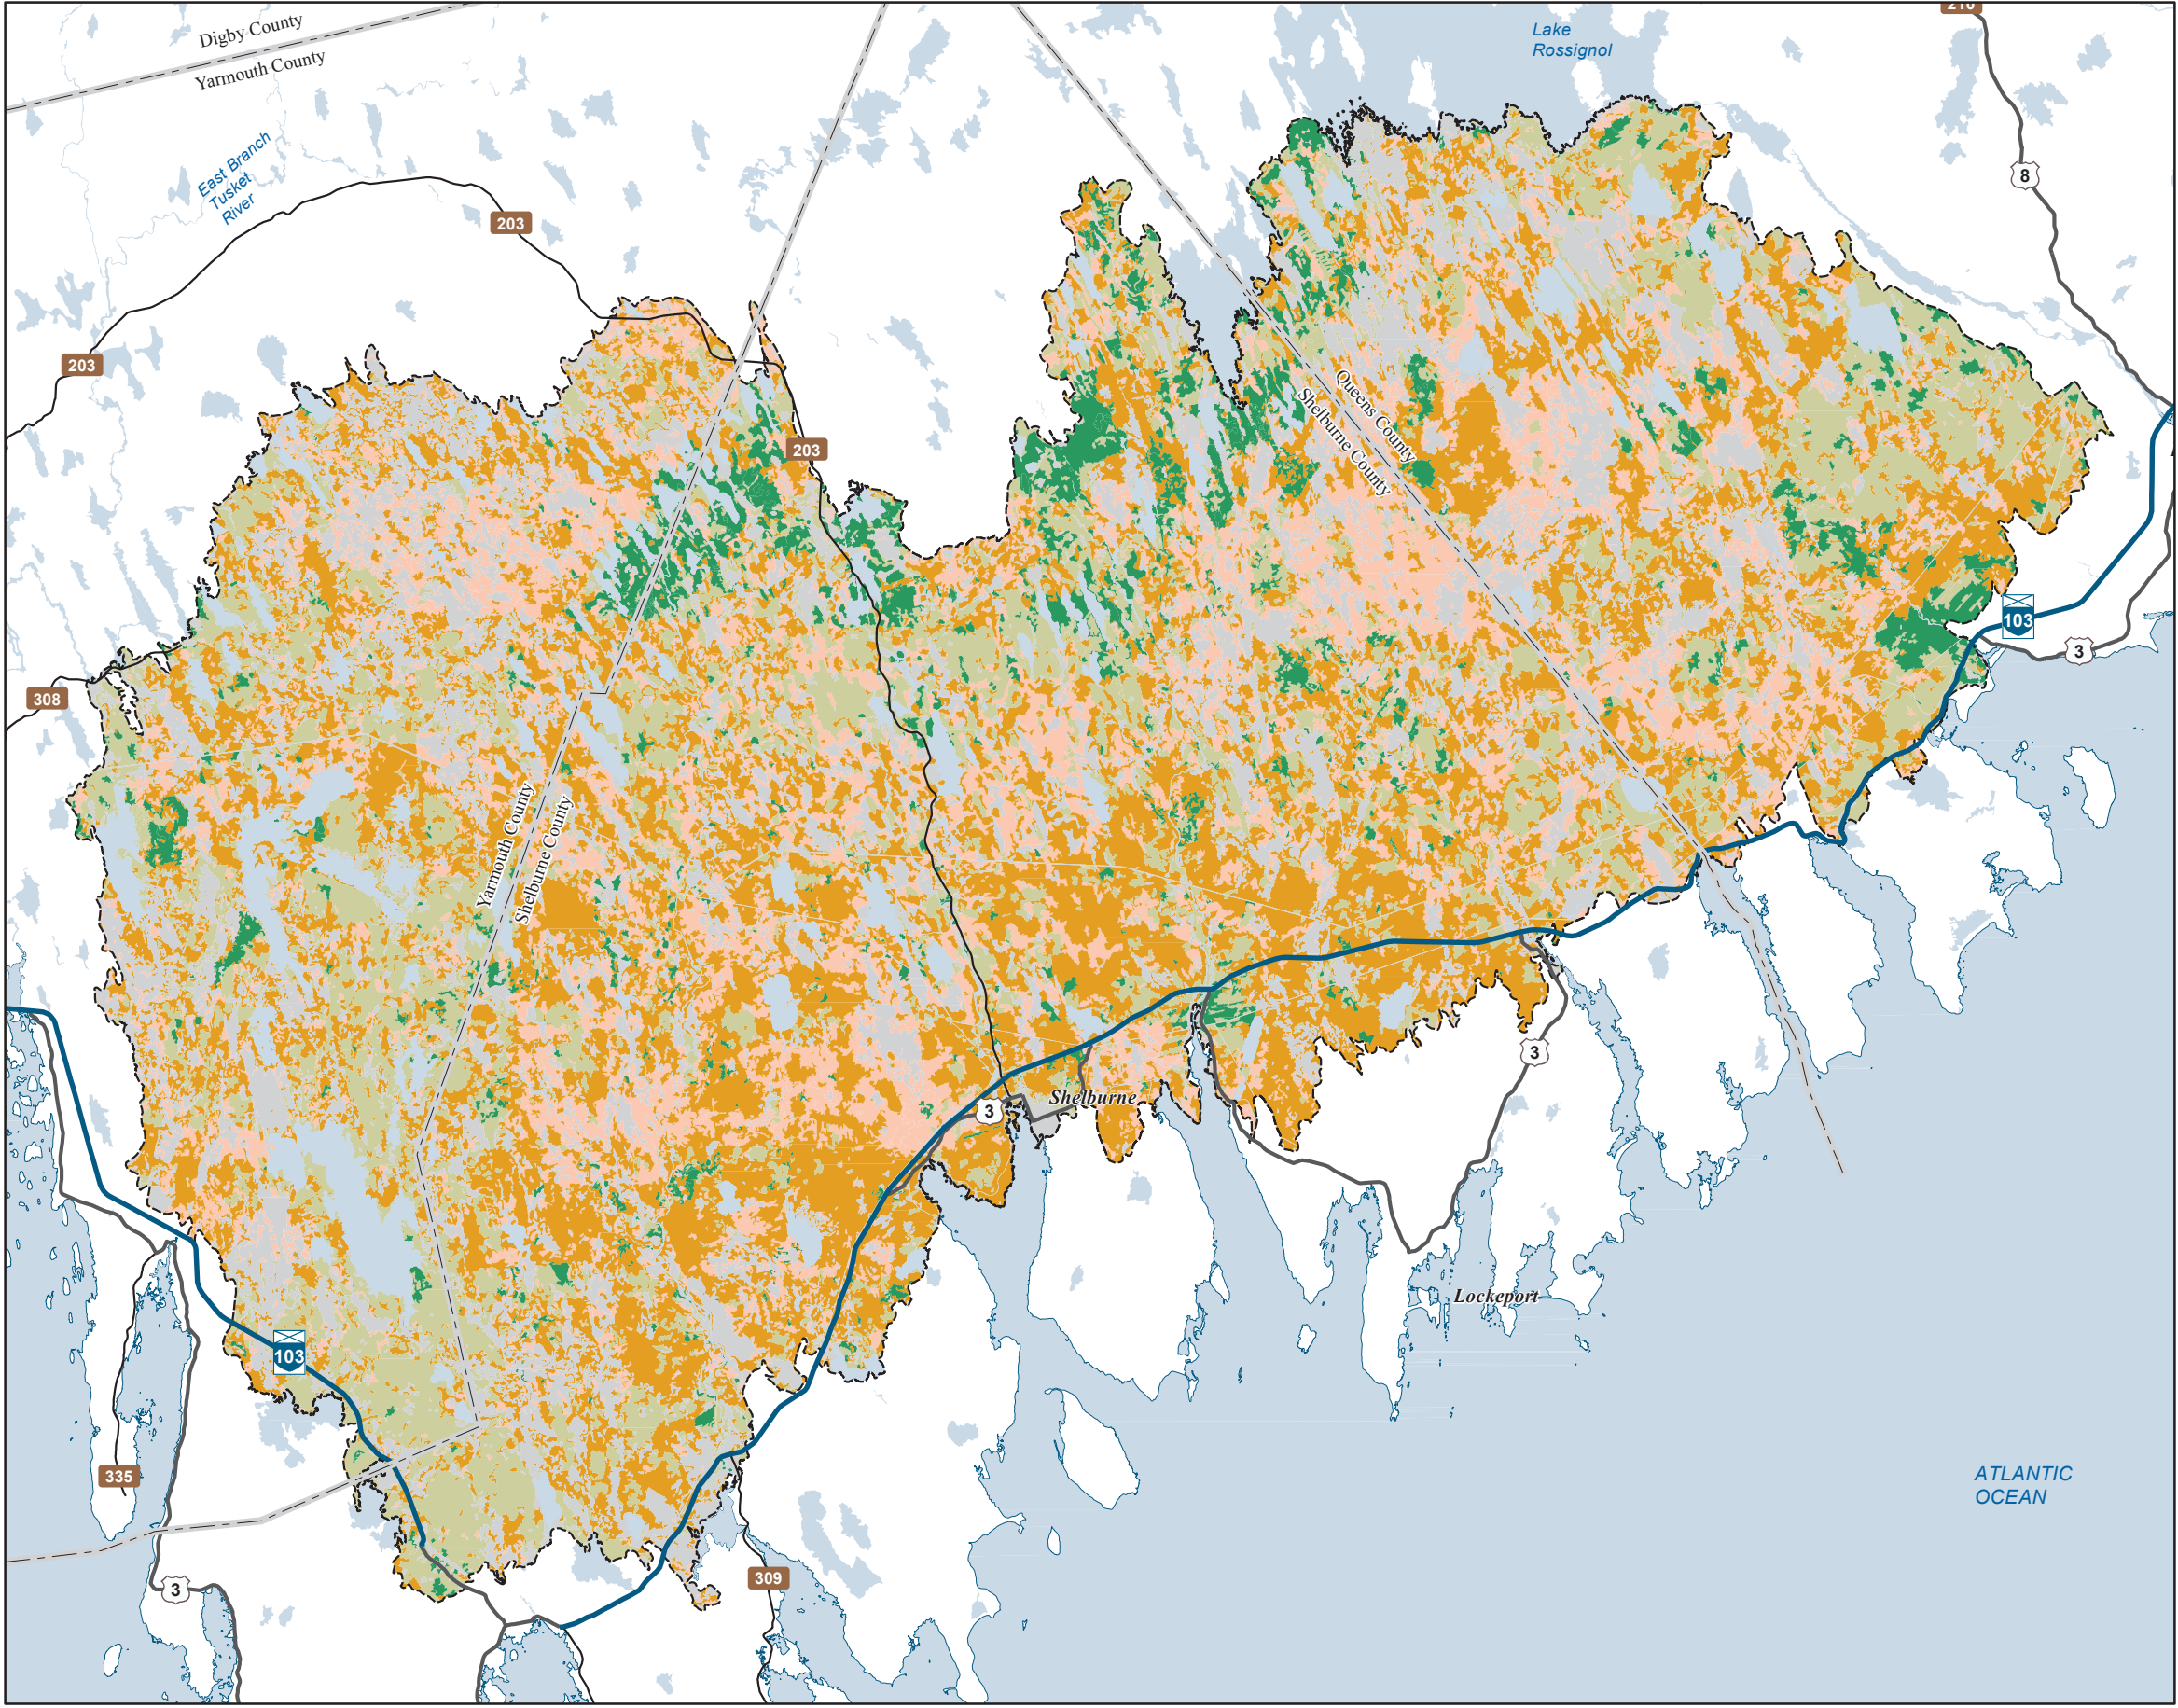 210
Digby County
Lake
Rossignol
Yarmouth County
East Branch
Tusket
River
8
203
203
Queens County
Shelburne County
203
103
3
308
Yarmouth County
Shelburne County
3
Shelburne
3
Lockeport
103
335
ATLANTIC
OCEAN
309
3